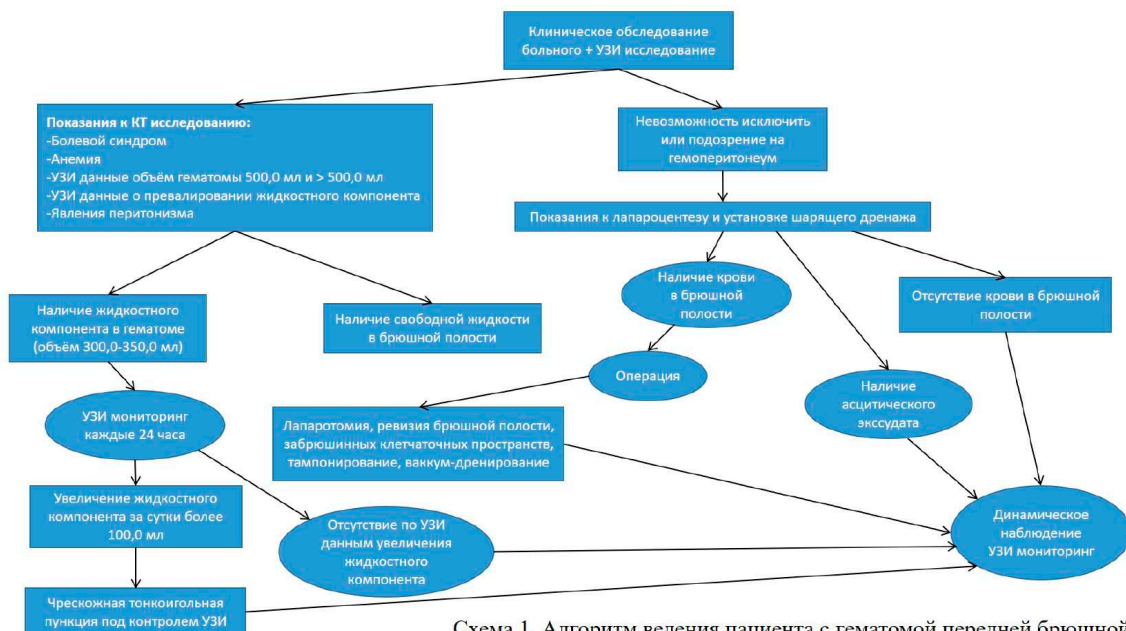 Клиническое обследование
больного + УЗИ исследование
Показания к КТ исследованию:
-Болевой синдром
-Анемия
-УЗИ данные объём гематомы 500,0 мл и > 500,0 мл
-УЗИ данные о превалировании жидкостного компонента
-Явления перитонизма
Невозможность исключить
или подозрение на
гемоперитонеум
Показания к лапароцентезу и установке шарящего дренажа
Наличие жидкостного
компонента в гематоме
(объём 300,0-350,0 мл)
Наличие свободной жидкости
в брюшной полости
Наличие крови
в брюшной
полости
Отсутствие крови в брюшной
полости
Операция
УЗИ мониторинг
каждые 24 часа
Лапаротомия, ревизия брюшной полости,
забрюшинных клетчаточных пространств,
тампонирование, ваккум-дренирование
Наличие
асцитического
экссудата
Увеличение жидкостного
компонента за сутки более
100,0 мл
Отсутствие по УЗИ
данным увеличения
жидкостного
компонента
Динамическое
наблюдение
УЗИ мониторинг
Чрескожная тонкоигольная
пункция под контролем УЗИ
Схема 1. Алгоритм ведения пациента с гематомой передней брюшной